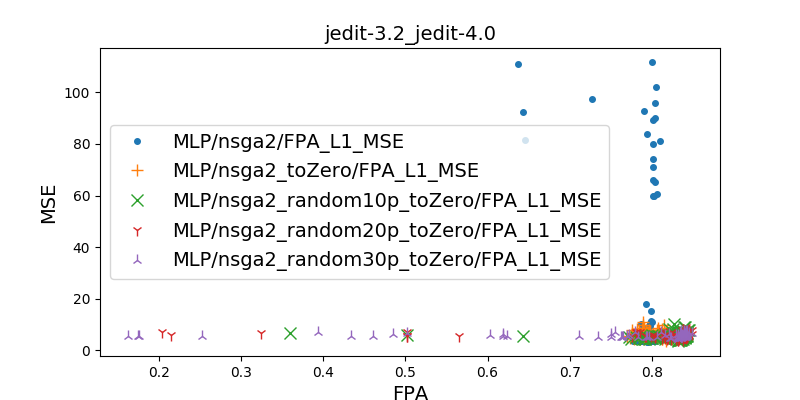 jedit-3.2_jedit-4.0
MSE
100
80
60
40
20
0
MLP/nsga2/FPA_L1_MSE
MLP/nsga2_toZero/FPA_L1_MSE
MLP/nsga2_random10p_toZero/FPA_L1_MSE
MLP/nsga2_random20p_toZero/FPA_L1_MSE
MLP/nsga2_random30p_toZero/FPA_L1_MSE
0.2 0.3 0.4 0.5 0.6 0.7 0.8
FPA